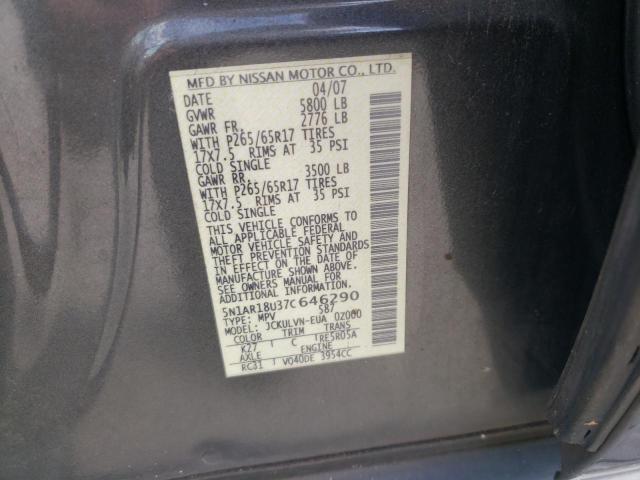 MFD BY NISSAN MOTOR CO., LTD.
DATE 04/07
GVWR 5800 LB
GAWR FR. 2776 LB
WITH P265/65R17 TIRES
17X7.5 RIMS AT 35 PSI
COLD SINGLE
GAWR RR. 3500 LB
WITH P265/65R17 TIRES
17X7.5 RIMS AT 35 PSI
COLD SINGLE
THIS VEHICLE CONFORMS TO
ALL APPLICABLE FEDERAL
MOTOR VEHICLE SAFETY AND
THEFT PREVENTION STANDARDS
IN EFFECT ON THE DATE OF
MANUFACTURE SHOWN ABOVE.
SEE OWNERS MANUAL FOR
ADDITIONAL INFORMATION
5N1AR18U37C646290
TYPE: MPV 5B7
MODEL: JCKULVN-EUA 02000
COLOR TRIM TRANS
K27 C TRE5R05A
AXLE ENGINE
RC31 VQ40DE 3954CC